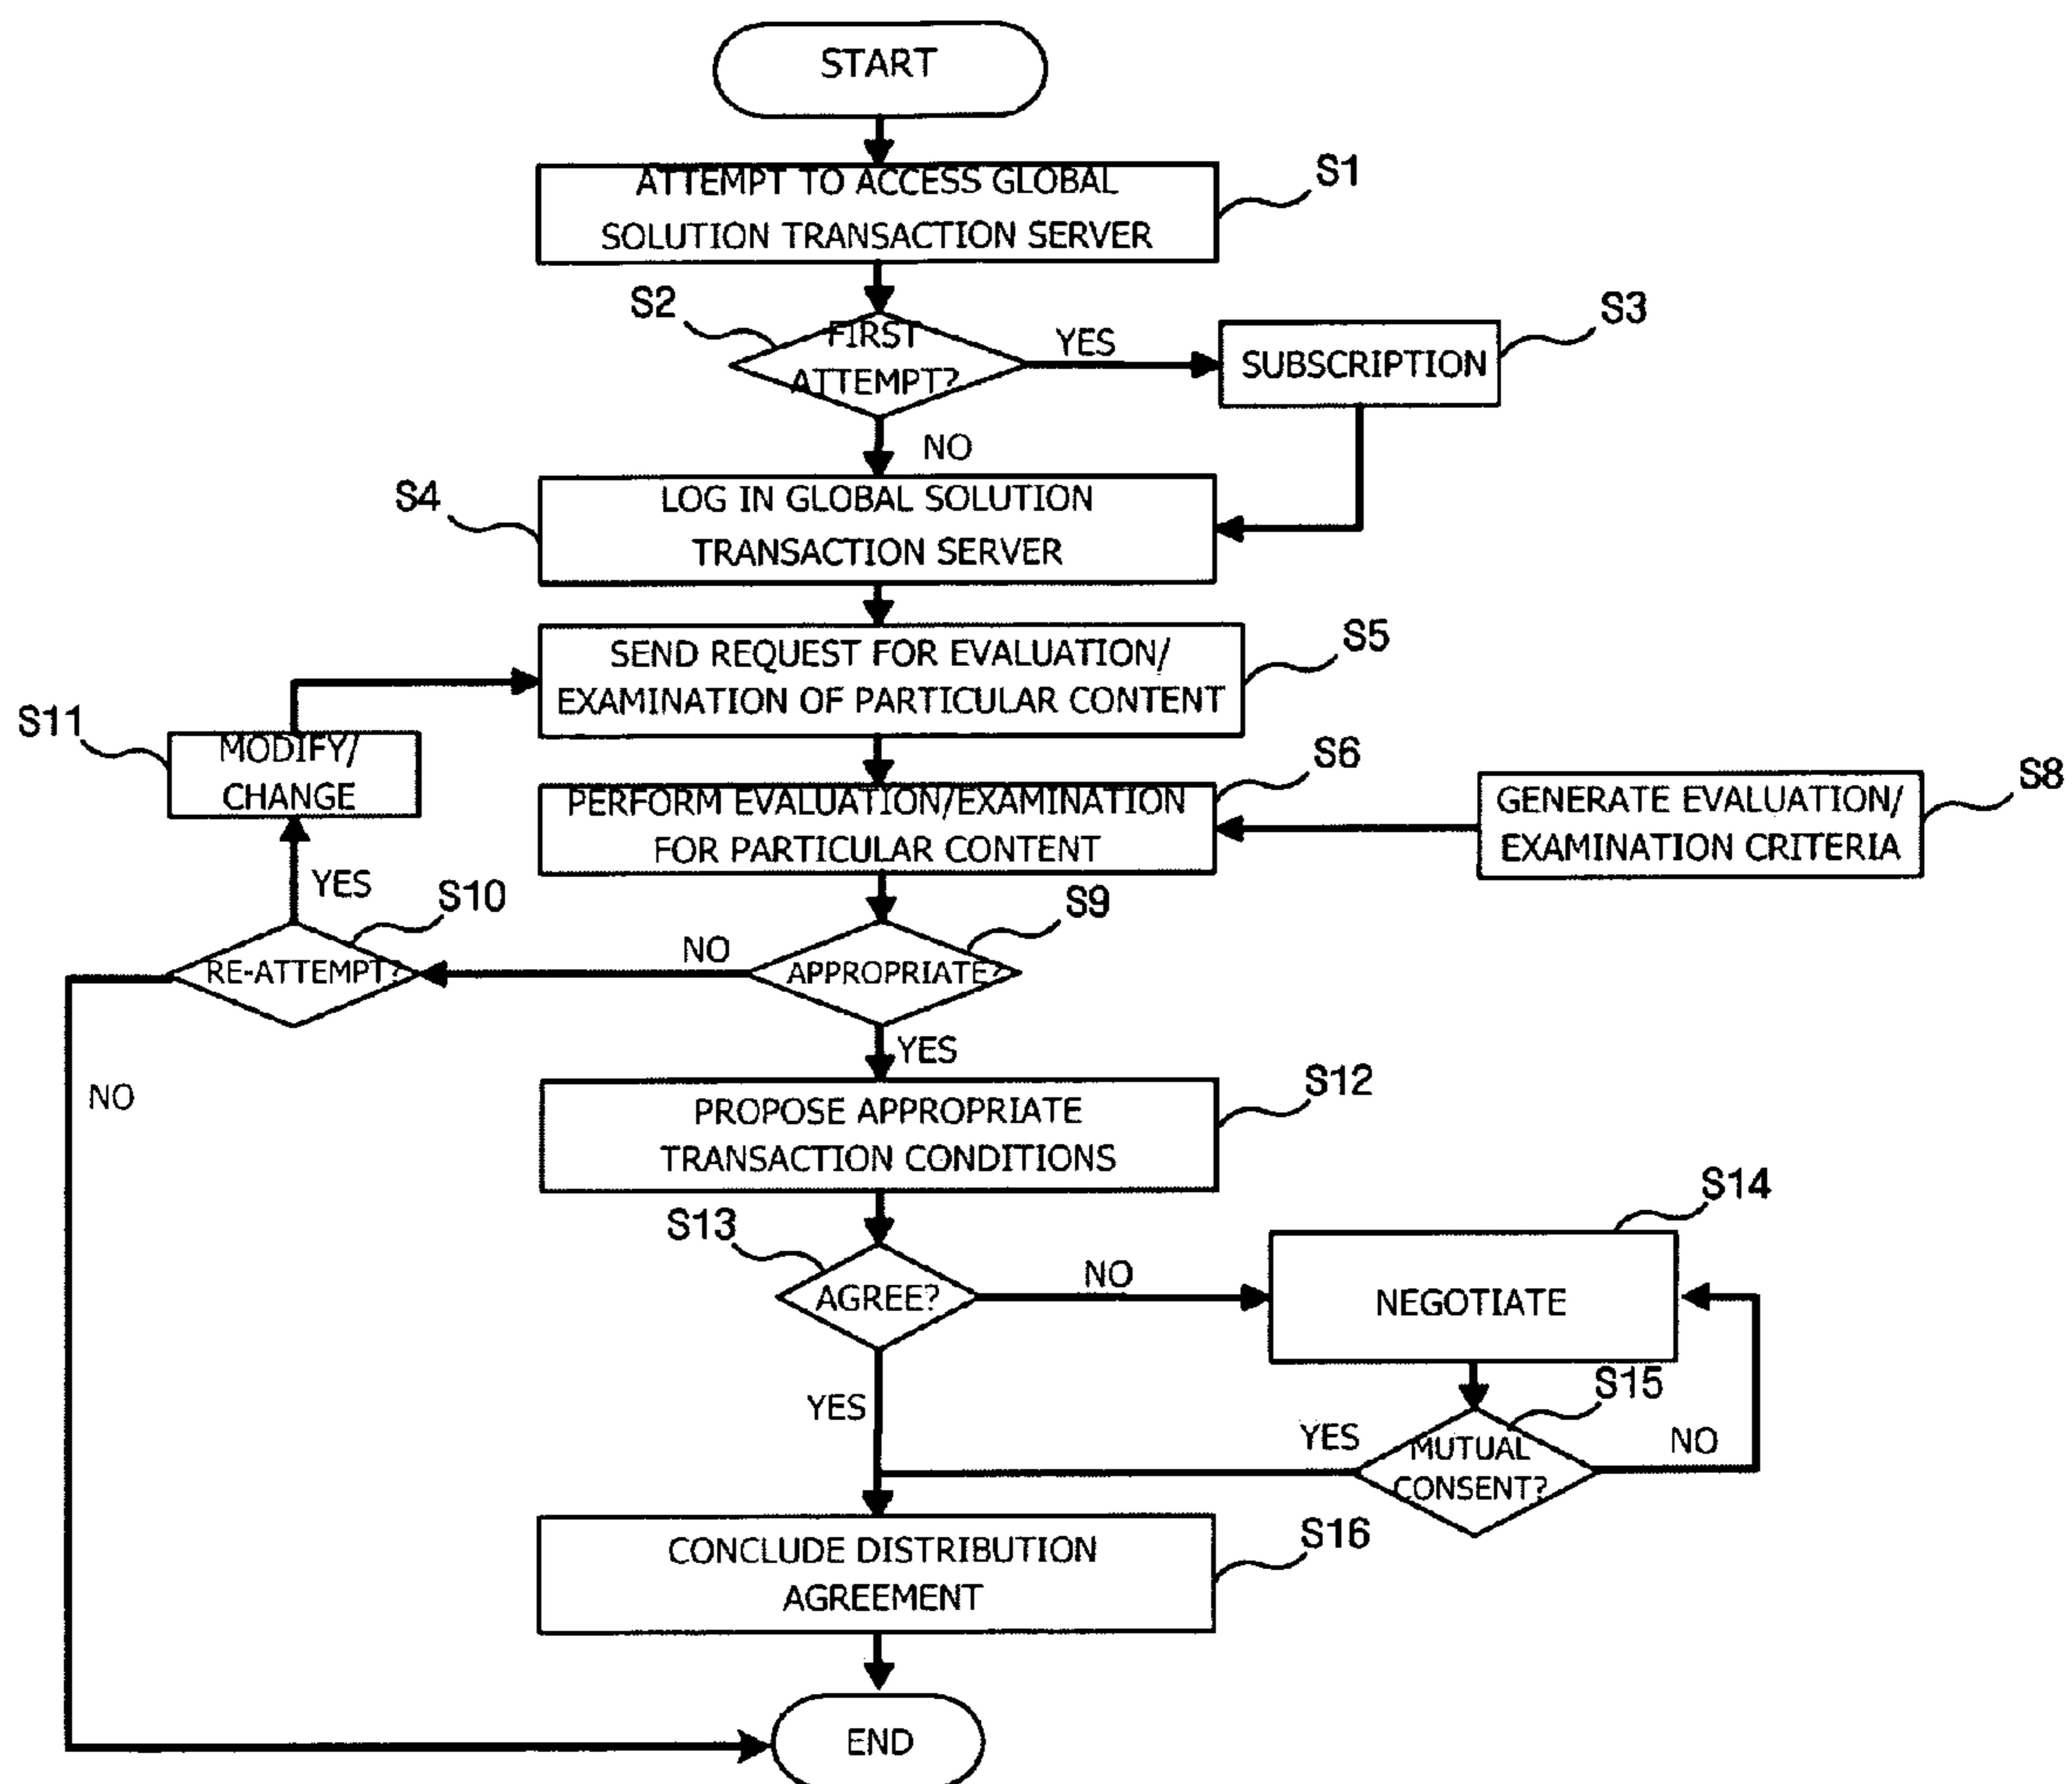 START
S1
ATTEMPT TO ACCESS GLOBAL
SOLUTION TRANSACTION SERVER
S2
FIRST
ATTEMPT?
YES
S3
SUBSCRIPTION
NO
S4
LOG IN GLOBAL SOLUTION
TRANSACTION SERVER
S5
SEND REQUEST FOR EVALUATION/
EXAMINATION OF PARTICULAR CONTENT
S11
MODIFY/
CHANGE
S6
PERFORM EVALUATION/EXAMINATION
FOR PARTICULAR CONTENT
S8
GENERATE EVALUATION/
EXAMINATION CRITERIA
YES
S10
RE-ATTEMPT?
NO
S9
APPROPRIATE?
YES
NO
S12
PROPOSE APPROPRIATE
TRANSACTION CONDITIONS
S13
AGREE?
NO
S14
NEGOTIATE
YES
S15
YES
MUTUAL
CONSENT?
NO
S16
CONCLUDE DISTRIBUTION
AGREEMENT
END